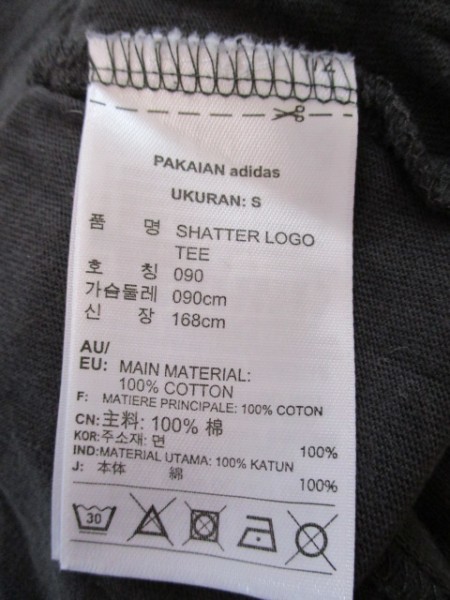 PAKAIAN adidas
UKURAN: S
품 명 SHATTER LOGO
TEE
호 칭 090
가슴둘레 090cm
신 장 168cm
AU/
EU: MAIN MATERIAL:
100% COTTON
F: MATIERE PRINCIPALE: 100% COTON
CN: 主料: 100% 棉
KOR: 주소재: 면 100%
IND: MATERIAL UTAMA: 100% KATUN
J: 本体 綿 100%
30